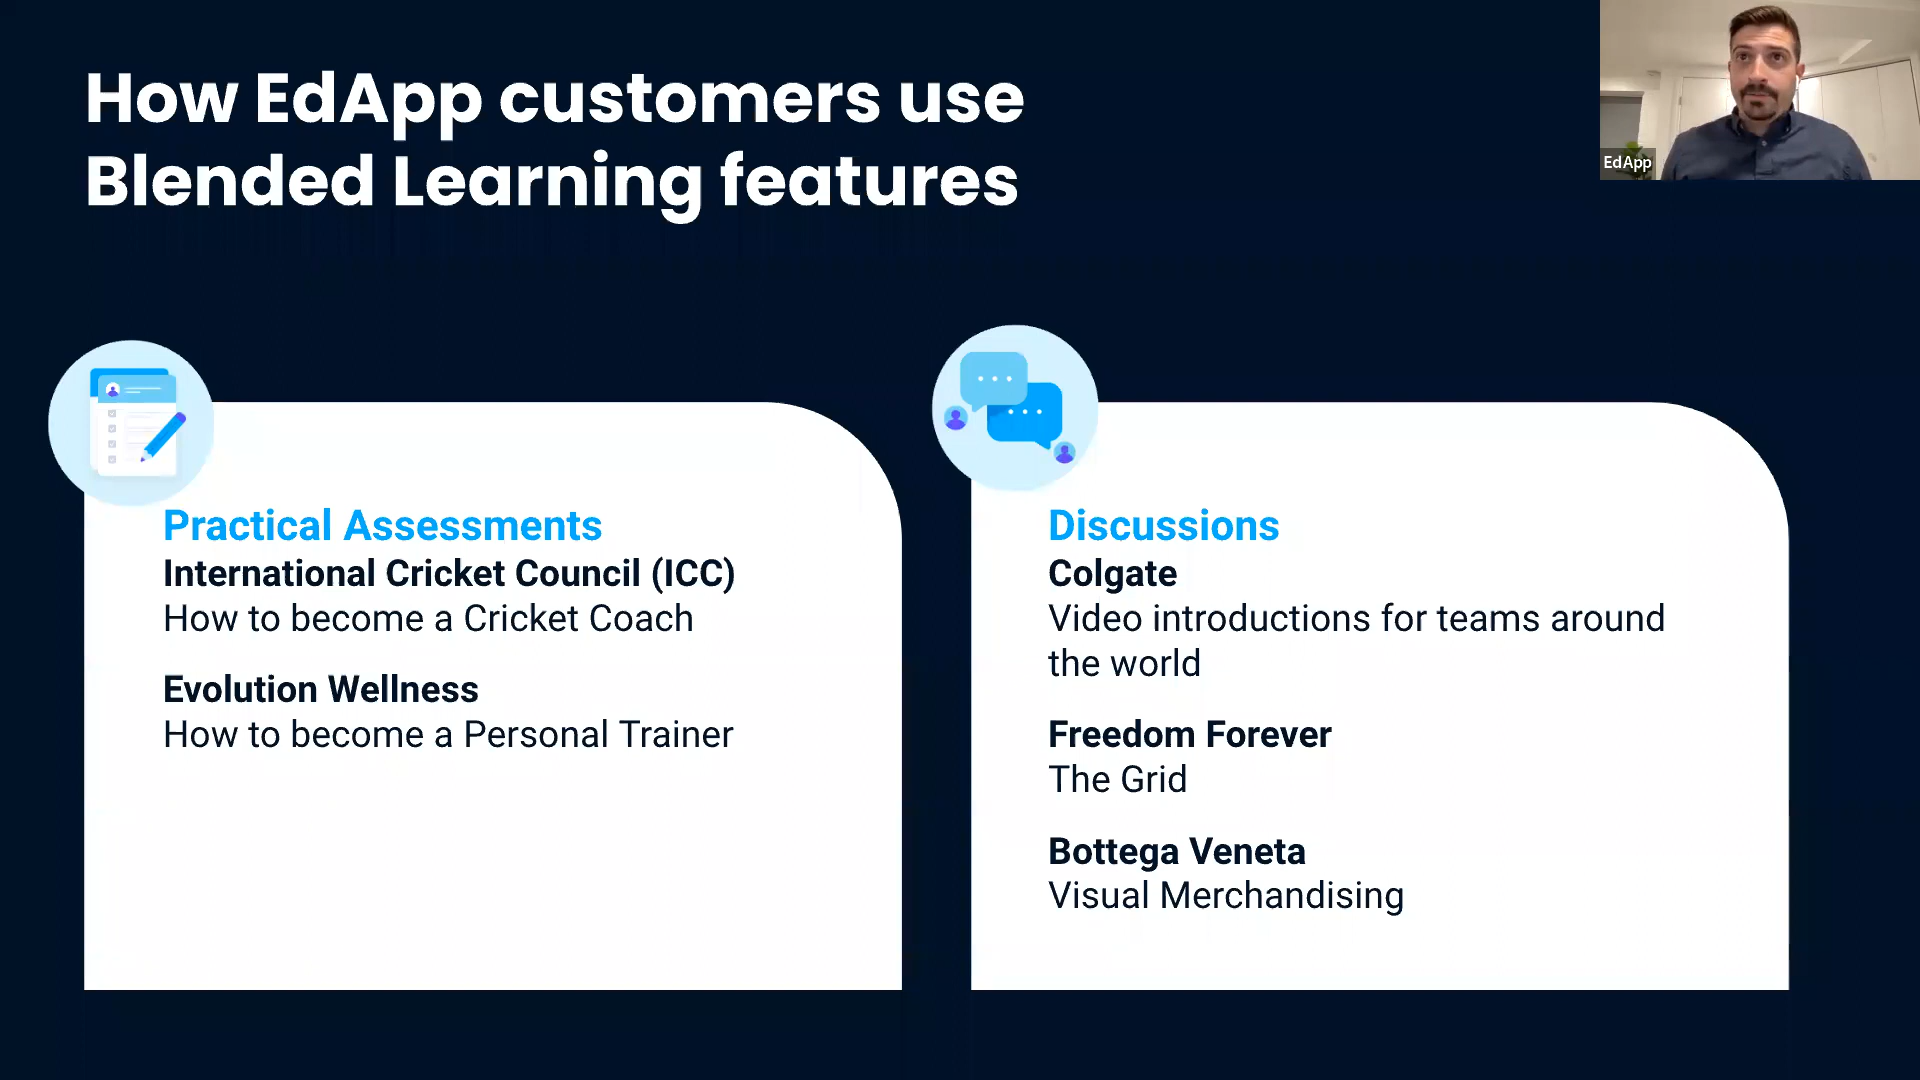 How EdApp customers use
Blended Learning features
EdApp
Practical Assessments
International Cricket Council (ICC)
How to become a Cricket Coach
Evolution Wellness
How to become a Personal Trainer
Discussions
Colgate
Video introductions for teams around
the world
Freedom Forever
The Grid
Bottega Veneta
Visual Merchandising